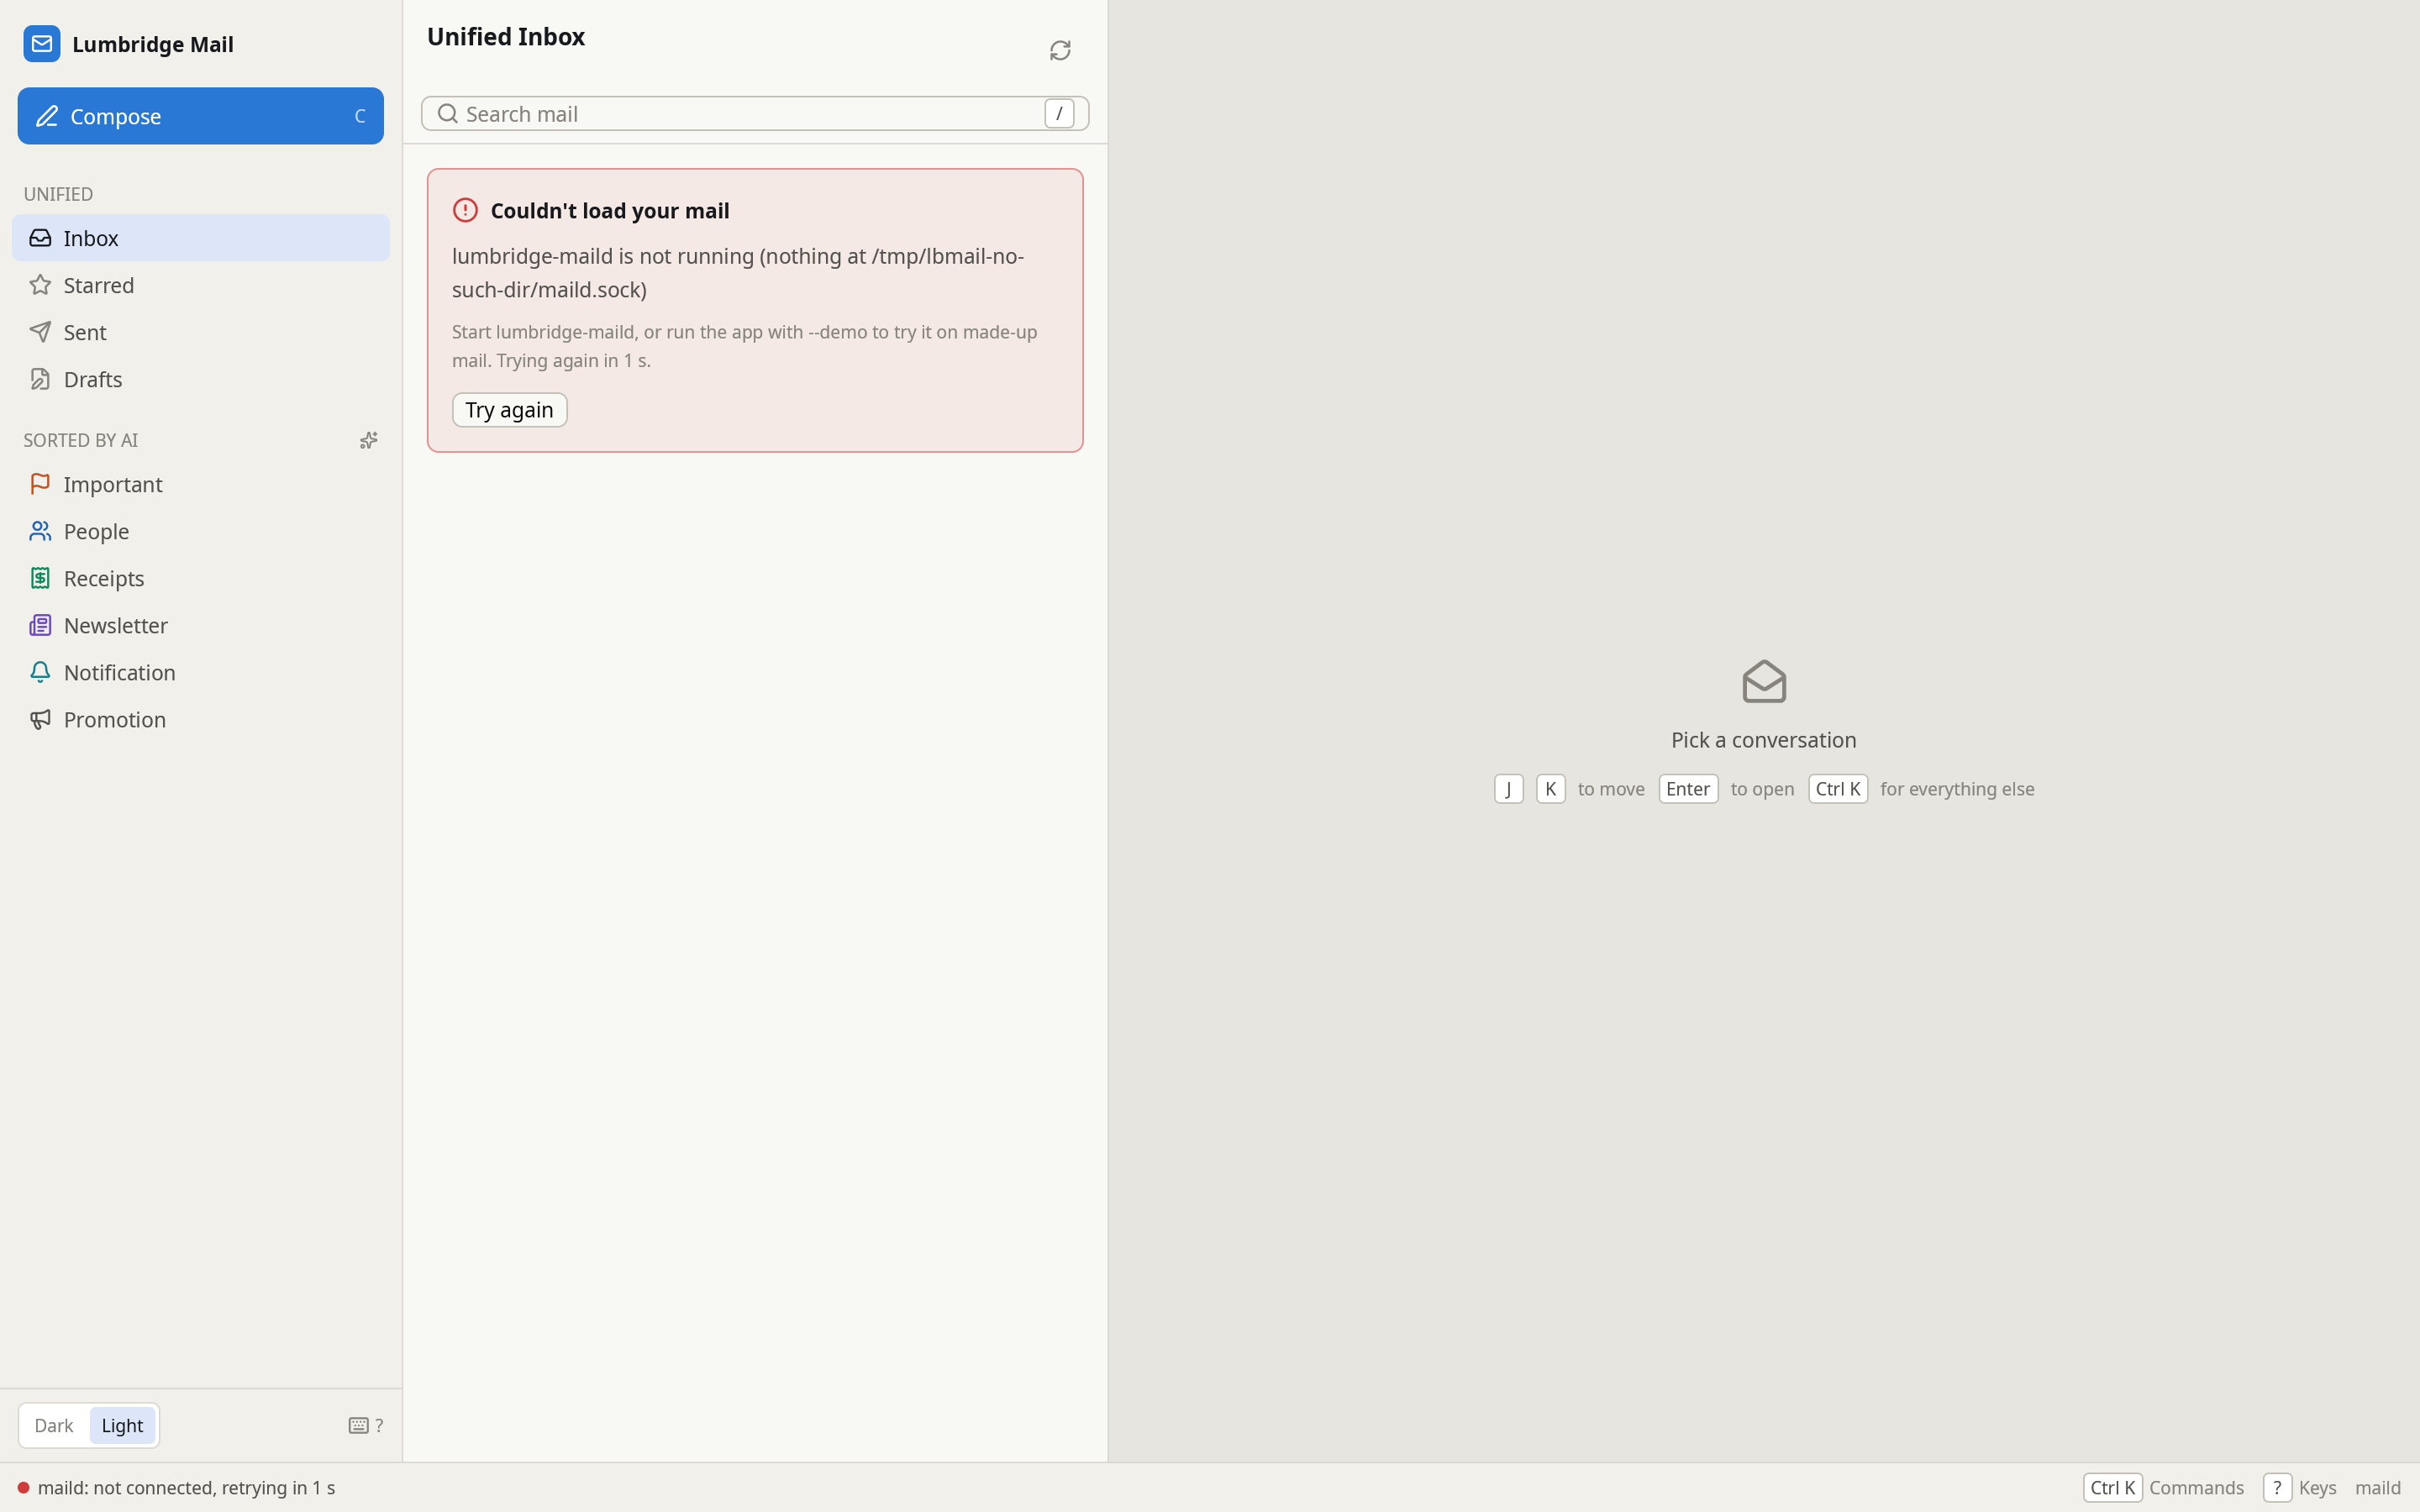 Lumbridge Mail
Compose C
UNIFIED
Inbox
Starred
Sent
Drafts
SORTED BY AI
Important
People
Receipts
Newsletter
Notification
Promotion
Dark Light ?
Unified Inbox
Search mail /
Couldn't load your mail
lumbridge-maild is not running (nothing at /tmp/lbmail-no-
such-dir/maild.sock)
Start lumbridge-maild, or run the app with --demo to try it on made-up
mail. Trying again in 1 s.
Try again
Pick a conversation
J K to move Enter to open Ctrl K for everything else
maild: not connected, retrying in 1 s
Ctrl K Commands ? Keys maild